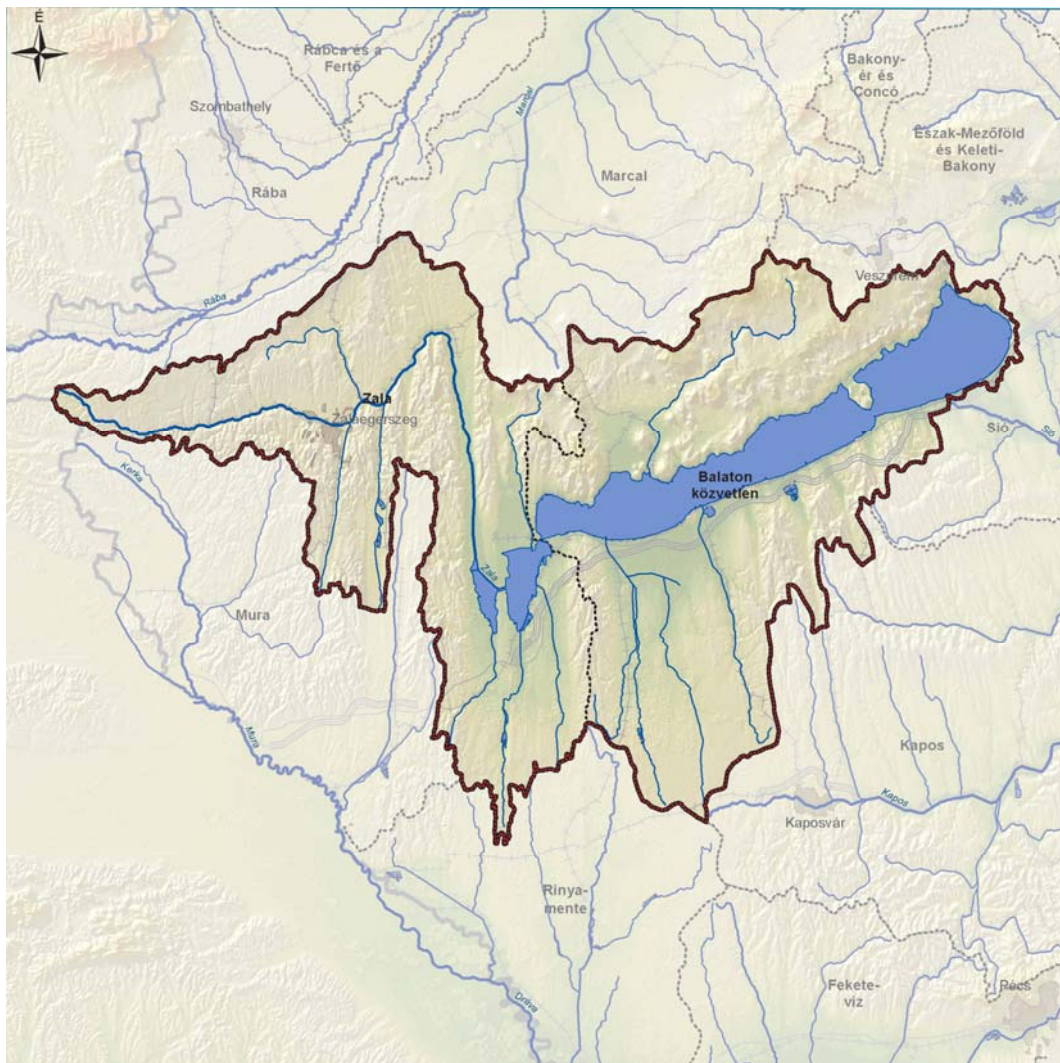 É
Rábca és a
Fertő
Bakony-
ér és
Concó
Szombathely
Marcal
Észak-Mezőföld
és Keleti-
Bakony
Rába
Marcal
Veszprém
Rába
Zala
Zalaegerszeg
Sió
Sió
Kerka
Balaton
közvetlen
Zala
Mura
Mura
Kapos
Kapos
Kaposvár
Rinya-
mente
Dráva
Fekete-
víz
Pécs